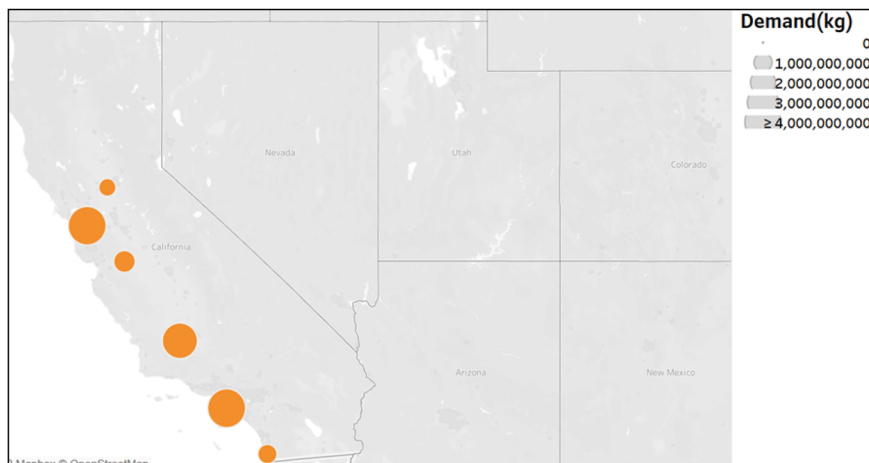 Demand(kg)
0
1,000,000,000
2,000,000,000
3,000,000,000
≥ 4,000,000,000
Nevada
Utah
Colorado
California
Arizona
New Mexico
Mapbox © OpenStreetMap